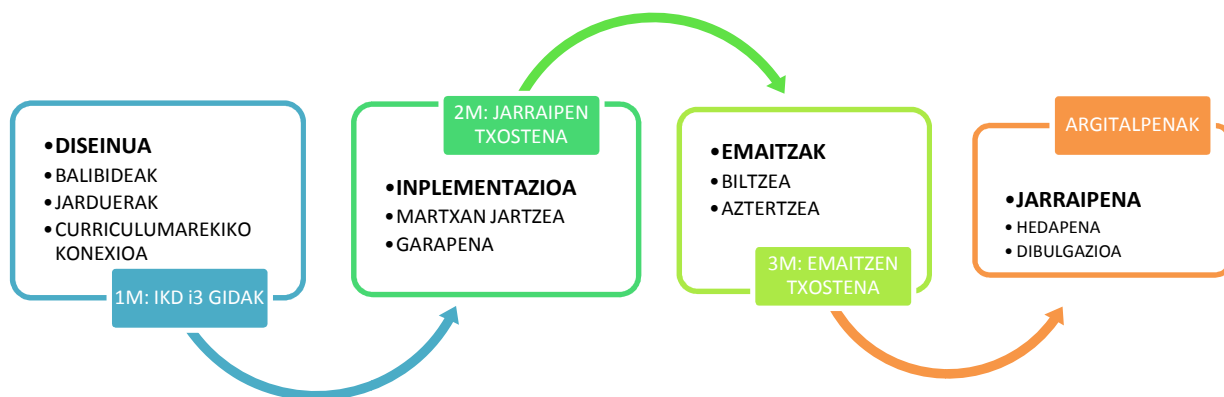 •DISEINUA
•BALIBIDEAK
•JARDUERAK
•CURRICULUMAREKIKO
KONEXIOA
1M: IKD i3 GIDAK
2M: JARRAIPEN
TXOSTENA
•INPLEMENTAZIOA
•MARTXAN JARTZEA
•GARAPENA
•EMAITZAK
•BILTZEA
•AZTERTZEA
3M: EMAITZEN
TXOSTENA
ARGITALPENAK
•JARRAIPENA
•HEDAPENA
•DIBULGAZIOA